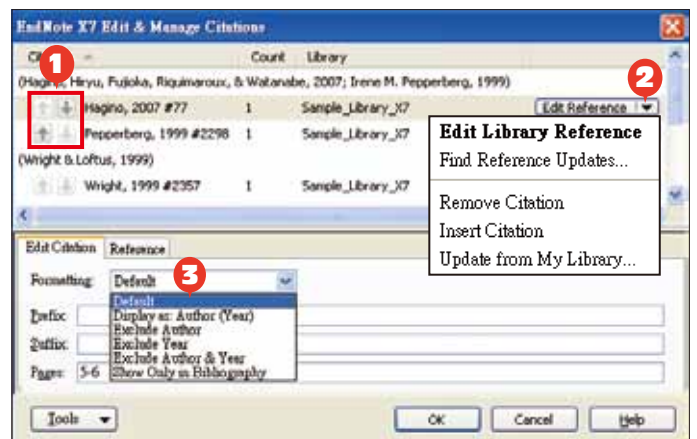 EndNote X7 Edit & Manage Citations
1
Count Library
2
(Hagino, Hiryu, Fujioka, Riquimaroux, & Watanabe, 2007; Irene M. Pepperberg, 1999)
Hagino, 2007 #77 1 Sample_Library_X7 Edit Reference
Pepperberg, 1999 #2298 1 Sample_Library_X7
(Wright & Loftus, 1999)
Wright, 1999 #2357 1 Sample_Library_X7
Edit Library Reference
Find Reference Updates...
Remove Citation
Insert Citation
Update from My Library...
Edit Citation Reference
3
Formatting: Default
Default
Display as: Author (Year)
Exclude Author
Exclude Year
Exclude Author & Year
Show Only in Bibliography
Prefix:
Suffix:
Pages: 5-6
Tools OK Cancel Help